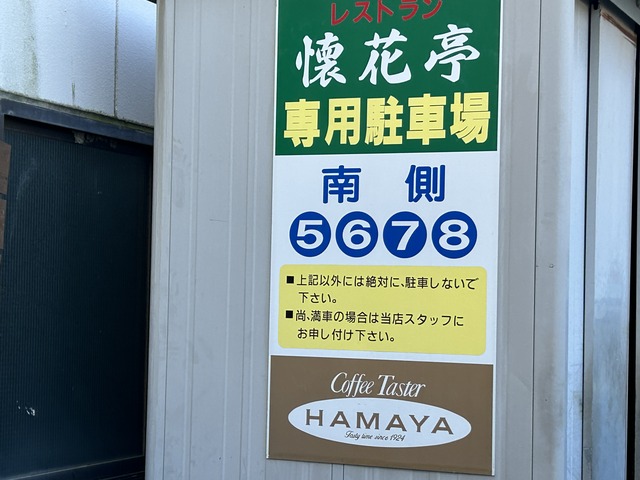 レストラン
懐花亭
専用駐車場
南側
5678
■上記以外には絶対に、駐車しないで
下さい。
■尚、満車の場合は当店スタッフに
お申し付け下さい。
Coffee Taster
HAMAYA
Tasty time since 1924